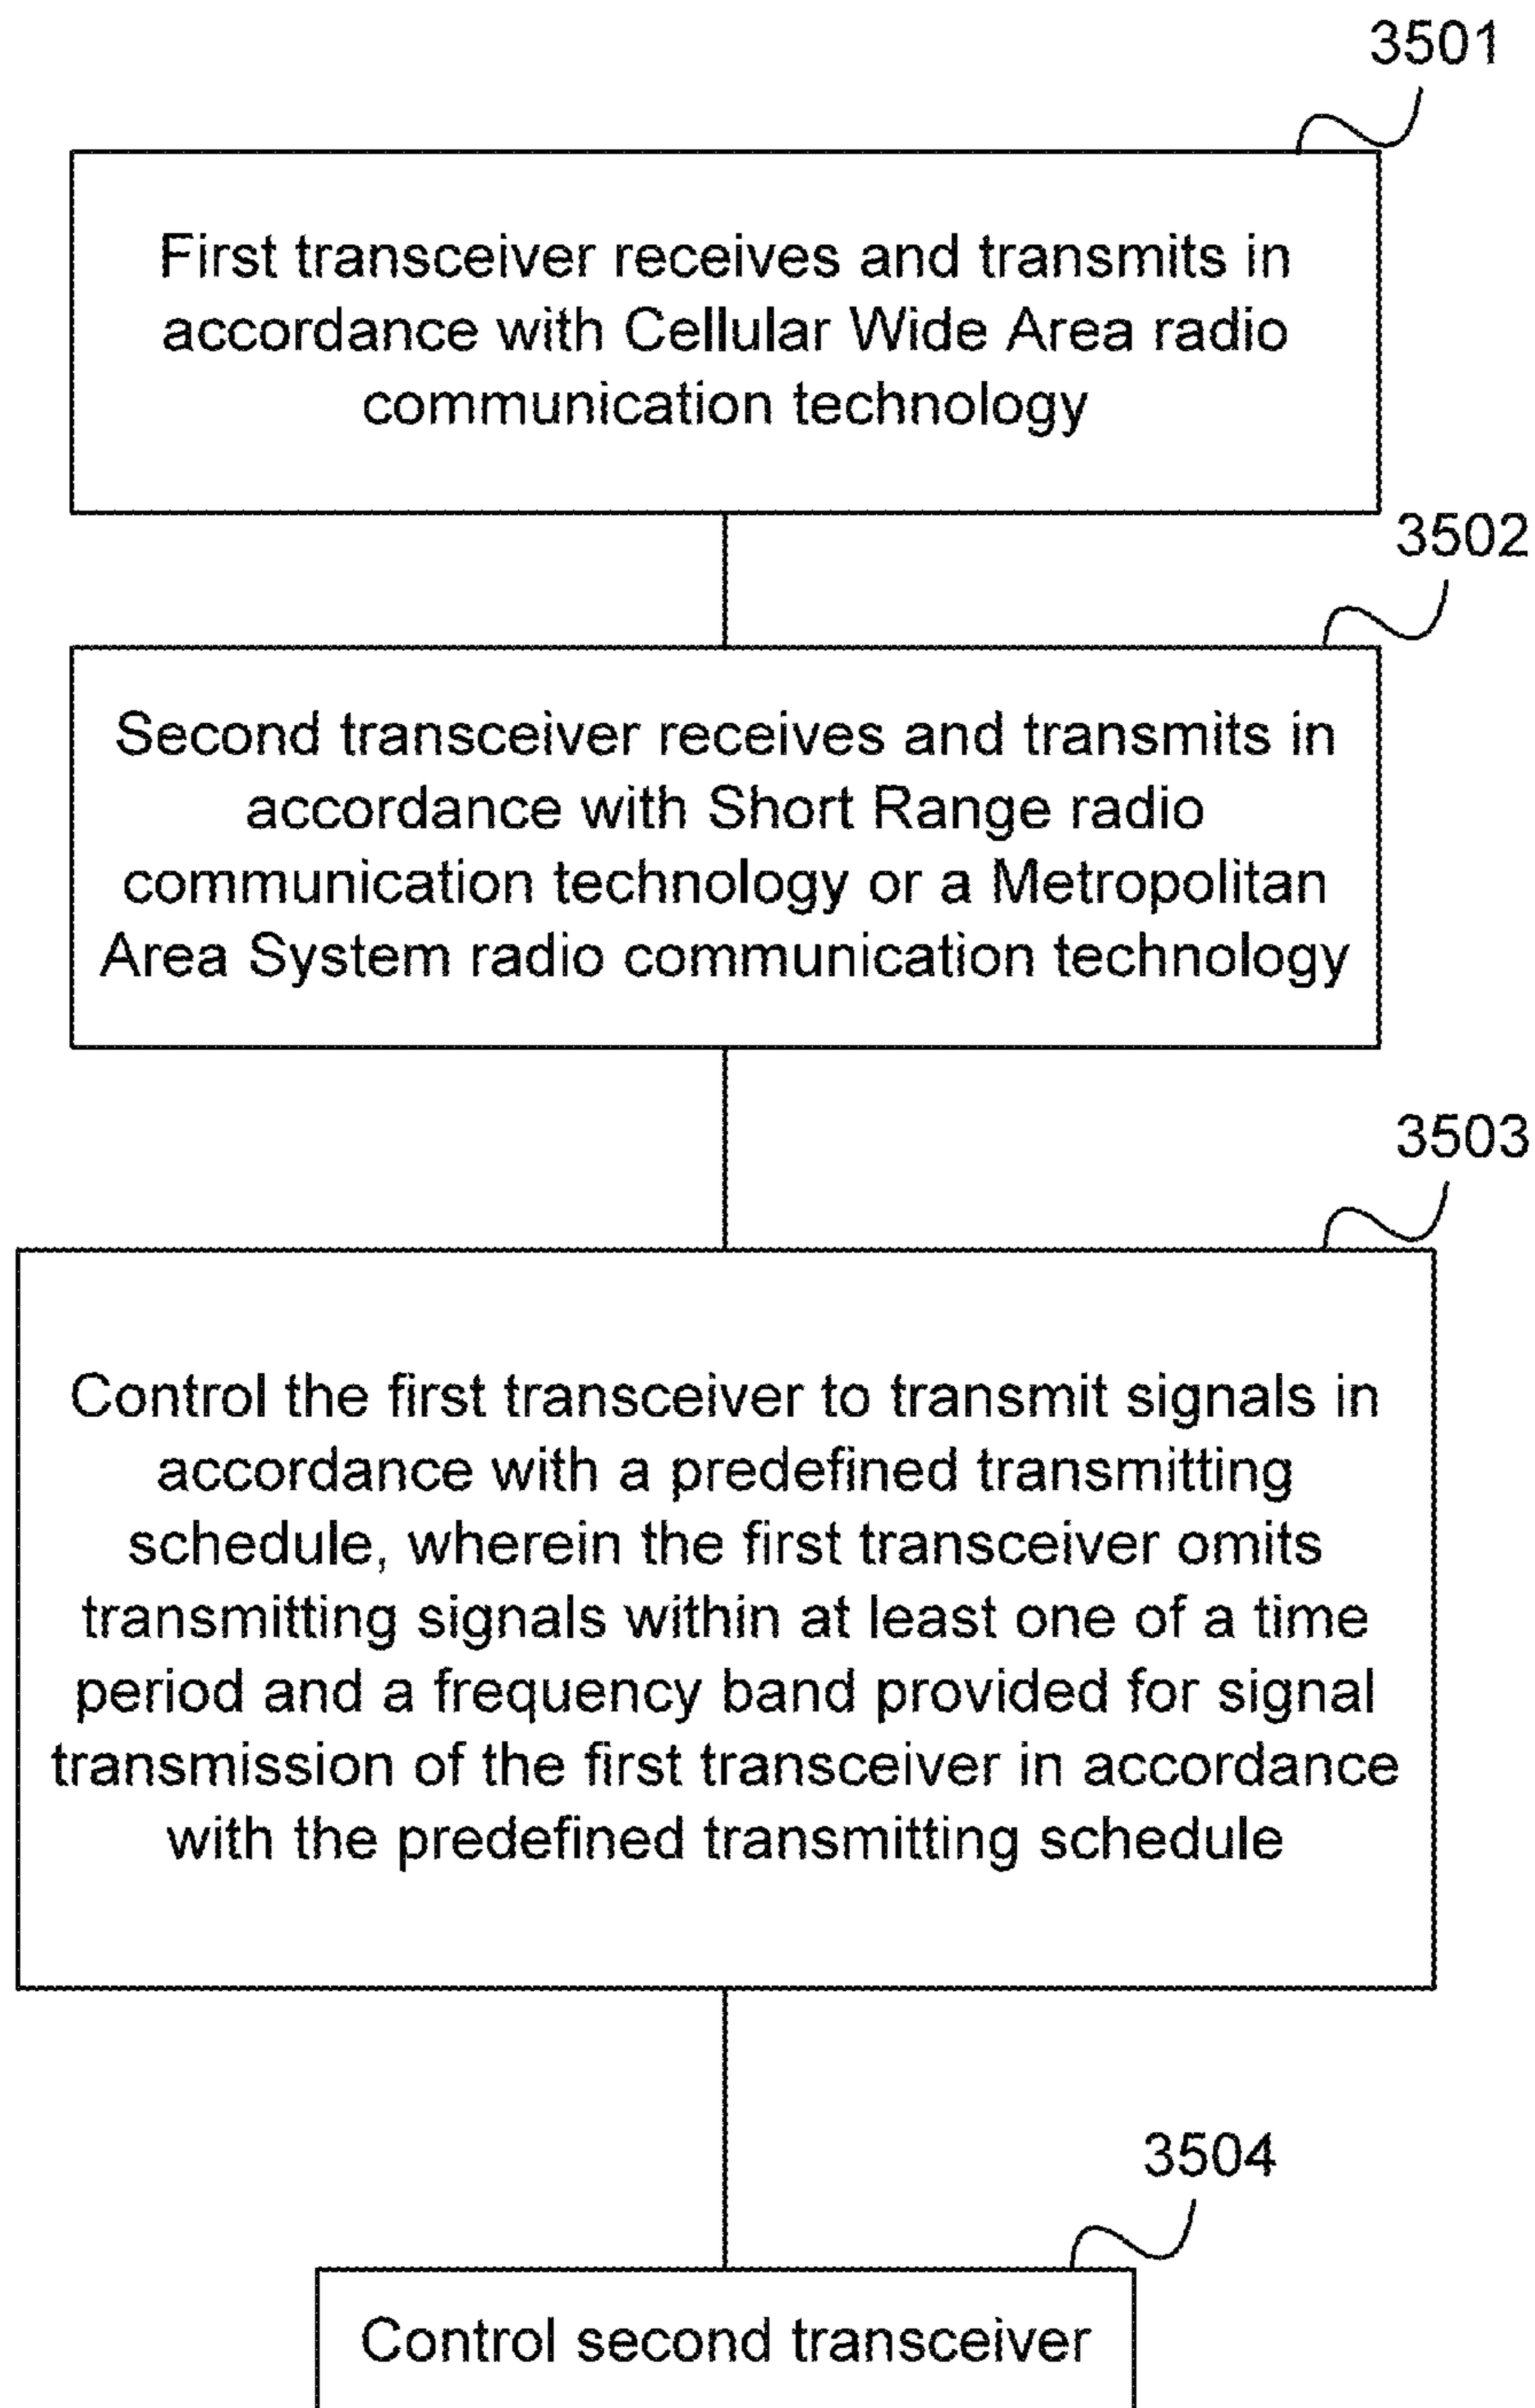 3501
First transceiver receives and transmits in
accordance with Cellular Wide Area radio
communication technology
3502
Second transceiver receives and transmits in
accordance with Short Range radio
communication technology or a Metropolitan
Area System radio communication technology
3503
Control the first transceiver to transmit signals in
accordance with a predefined transmitting
schedule, wherein the first transceiver omits
transmitting signals within at least one of a time
period and a frequency band provided for signal
transmission of the first transceiver in accordance
with the predefined transmitting schedule
3504
Control second transceiver